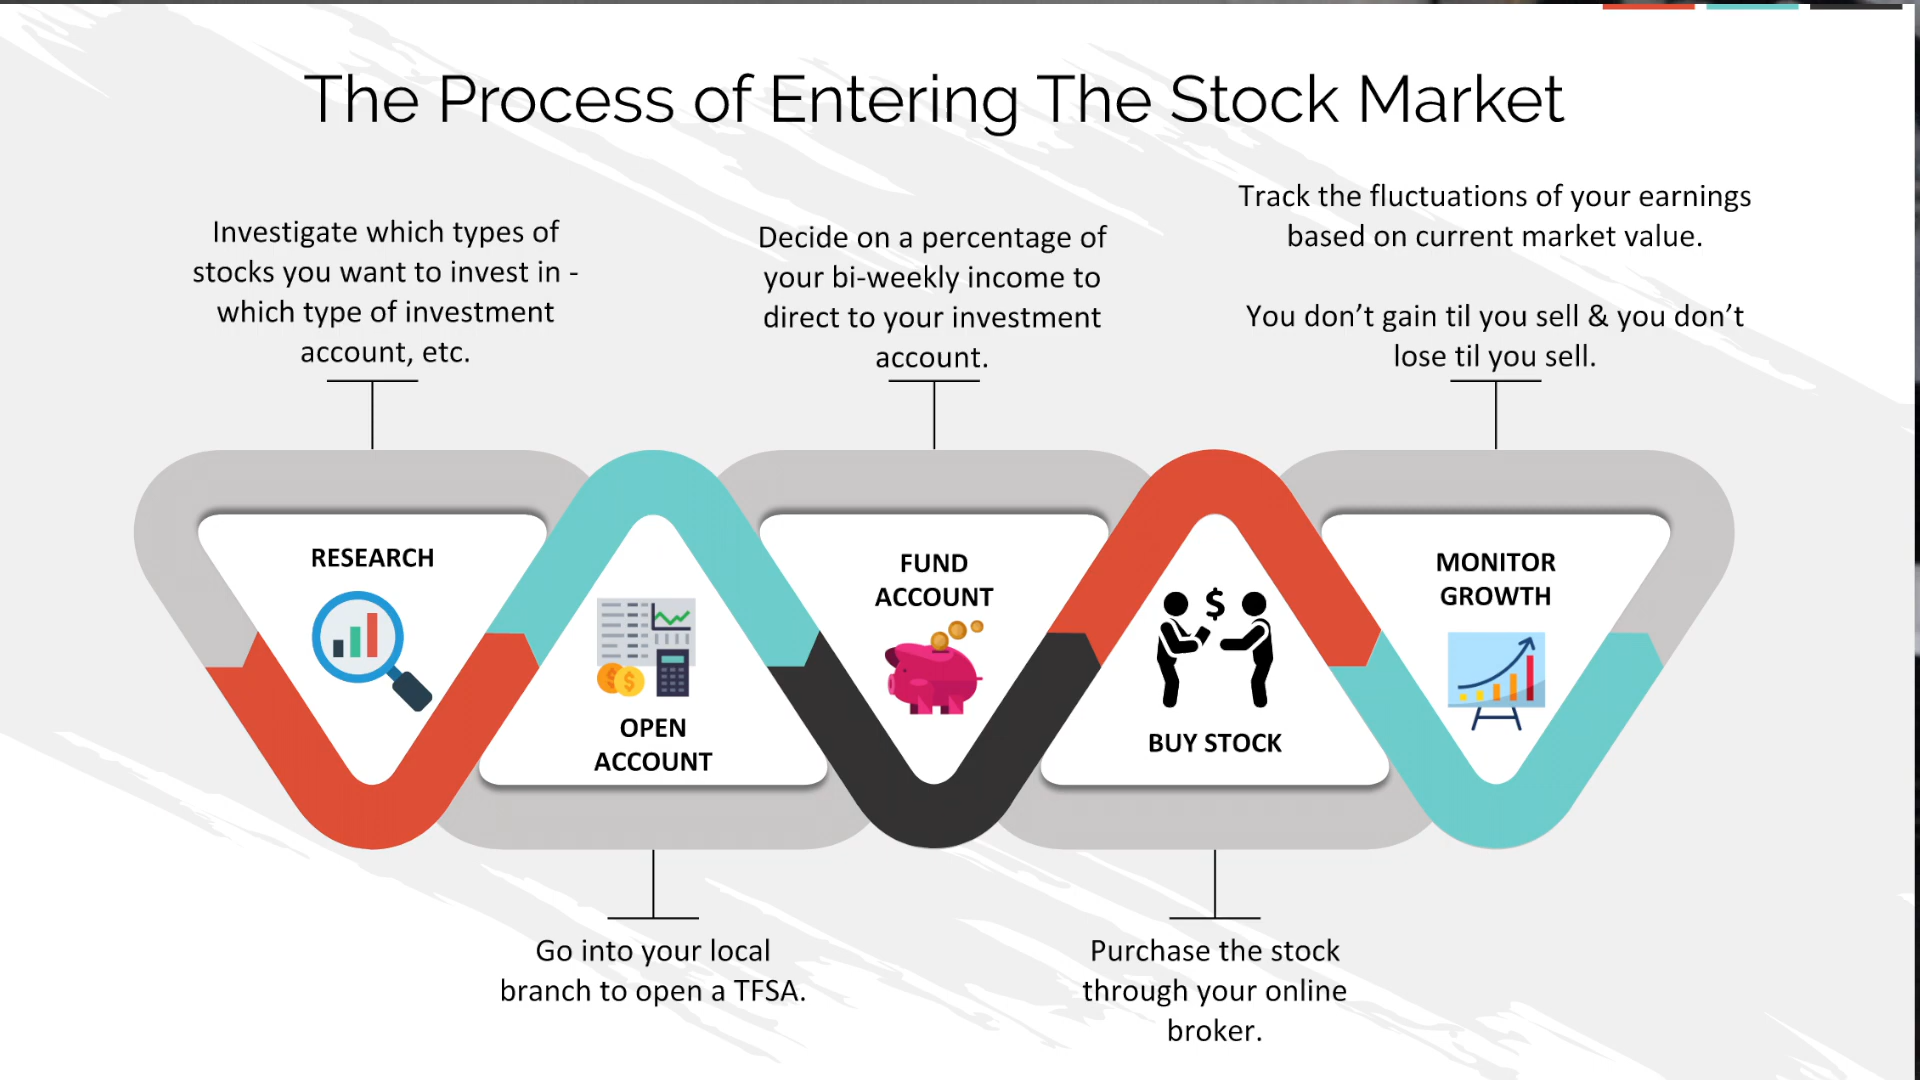 The Process of Entering The Stock Market
Investigate which types of
stocks you want to invest in -
which type of investment
account, etc.
Decide on a percentage of
your bi-weekly income to
direct to your investment
account.
Track the fluctuations of your earnings
based on current market value.
You don’t gain til you sell & you don’t
lose til you sell.
RESEARCH
OPEN
ACCOUNT
FUND
ACCOUNT
$
BUY STOCK
MONITOR
GROWTH
Go into your local
branch to open a TFSA.
Purchase the stock
through your online
broker.